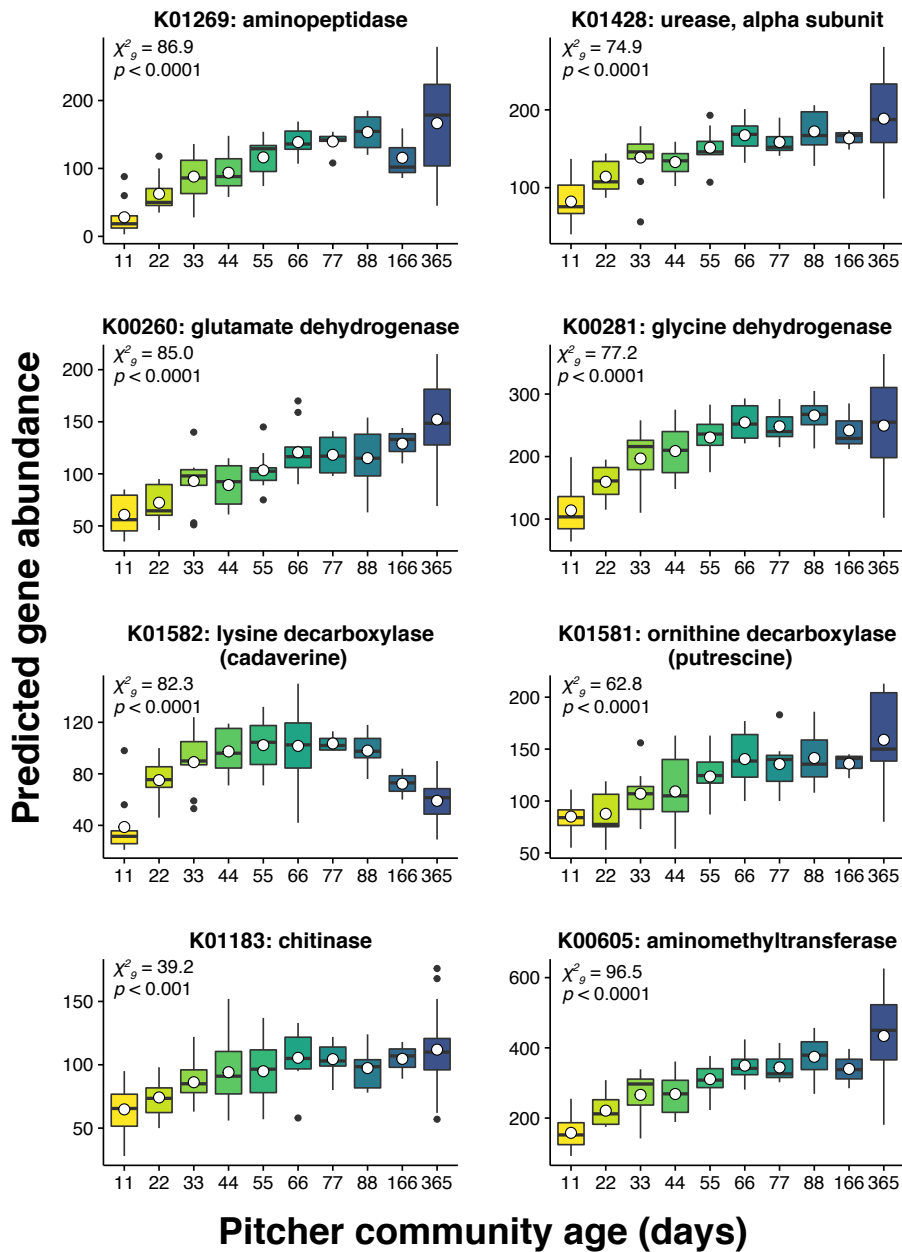 K01269: aminopeptidase
χ²₉ = 86.9
p < 0.0001
200
100
0
11 22 33 44 55 66 77 88 166 365
K01428: urease, alpha subunit
χ²₉ = 74.9
p < 0.0001
200
100
11 22 33 44 55 66 77 88 166 365
K00260: glutamate dehydrogenase
χ²₉ = 85.0
p < 0.0001
200
150
100
50
11 22 33 44 55 66 77 88 166 365
K00281: glycine dehydrogenase
χ²₉ = 77.2
p < 0.0001
300
200
100
11 22 33 44 55 66 77 88 166 365
Predicted gene abundance
K01582: lysine decarboxylase
(cadaverine)
χ²₉ = 82.3
p < 0.0001
120
80
40
11 22 33 44 55 66 77 88 166 365
K01581: ornithine decarboxylase
(putrescine)
χ²₉ = 62.8
p < 0.0001
200
150
100
50
11 22 33 44 55 66 77 88 166 365
K01183: chitinase
χ²₉ = 39.2
p < 0.001
150
100
50
11 22 33 44 55 66 77 88 166 365
K00605: aminomethyltransferase
χ²₉ = 96.5
p < 0.0001
600
400
200
11 22 33 44 55 66 77 88 166 365
Pitcher community age (days)